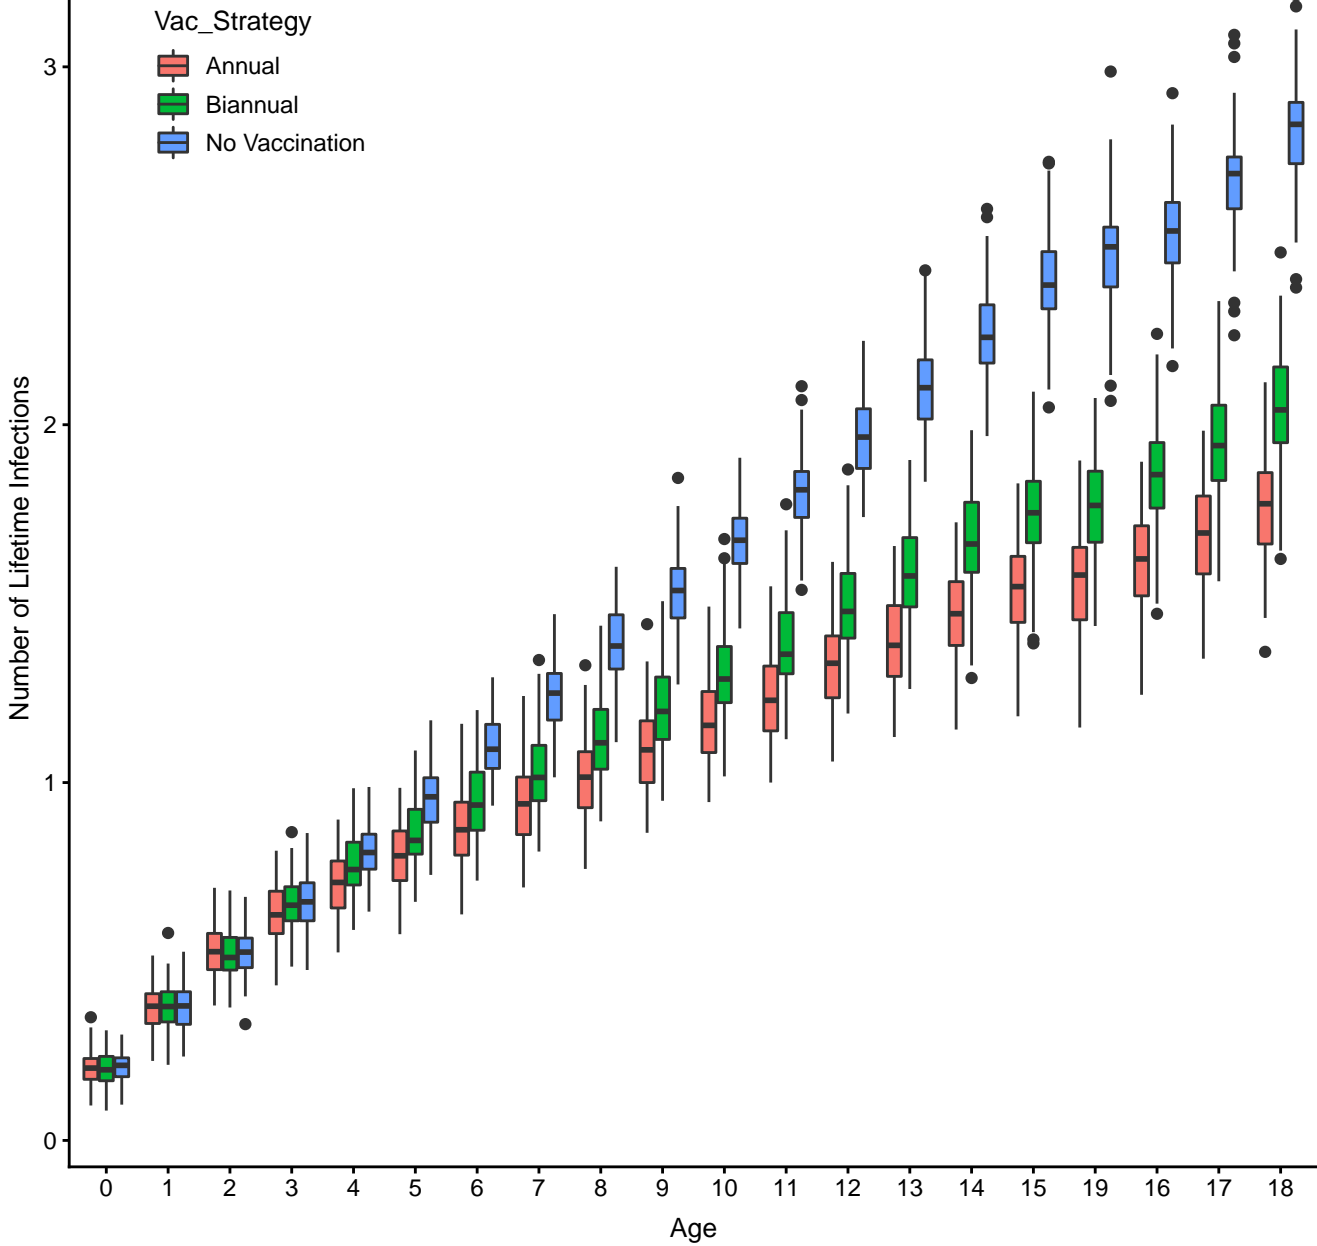 Vac_Strategy
Annual
Biannual
No Vaccination
3
2
1
0
Number of Lifetime Infections
0 1 2 3 4 5 6 7 8 9 10 11 12 13 14 15 19 16 17 18
Age